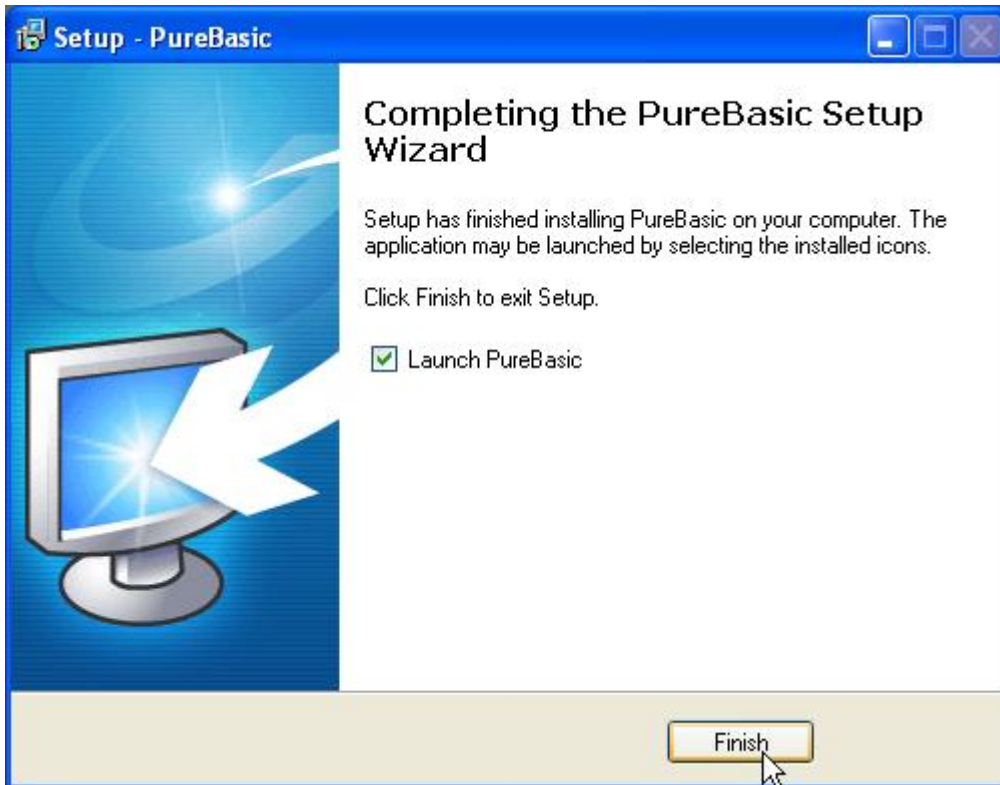 Setup - PureBasic
Completing the PureBasic Setup
Wizard
Setup has finished installing PureBasic on your computer. The
application may be launched by selecting the installed icons.
Click Finish to exit Setup.
Launch PureBasic
Finish